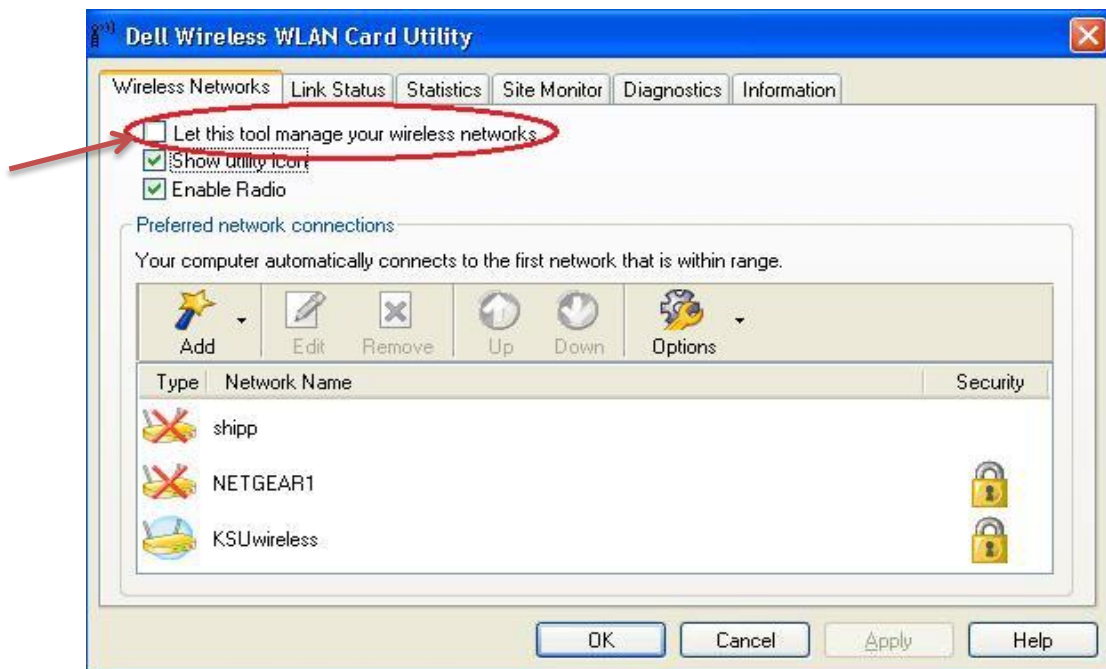 Dell Wireless WLAN Card Utility
Wireless Networks Link Status Statistics Site Monitor Diagnostics Information
Let this tool manage your wireless networks
Show utility icon
Enable Radio
Preferred network connections
Your computer automatically connects to the first network that is within range.
Add Edit Remove Up Down Options
Type Network Name Security
shipp
NETGEAR1
KSUwireless
OK Cancel Apply Help